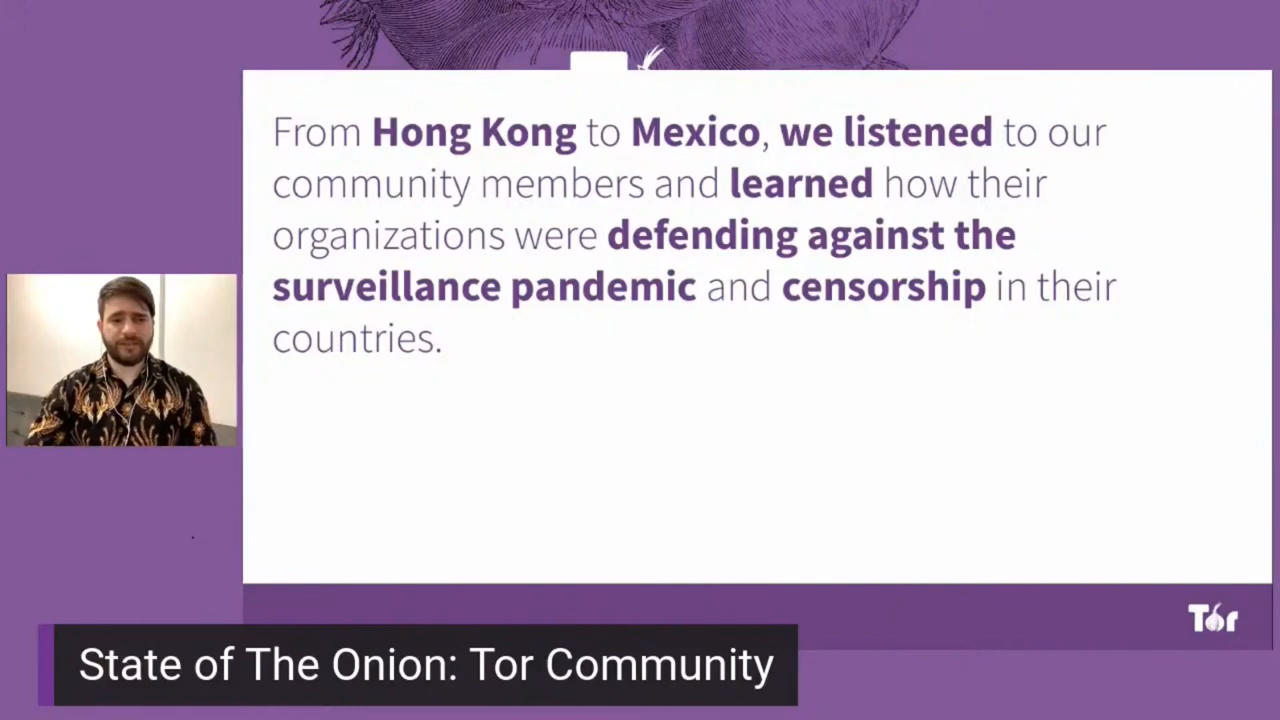 From Hong Kong to Mexico, we listened to our
community members and learned how their
organizations were defending against the
surveillance pandemic and censorship in their
countries.
Tor
State of The Onion: Tor Community